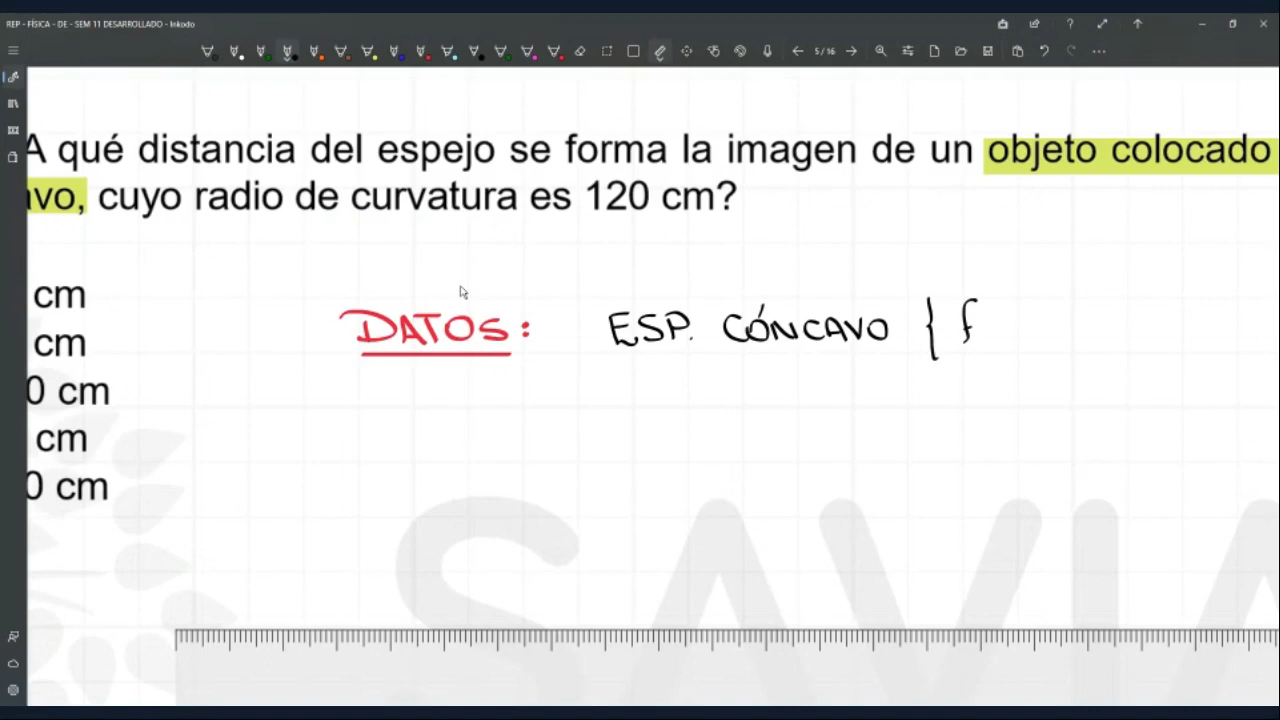 REP - FÍSICA - DE - SEM 11 DESARROLLADO - Inkodo
5/16
A qué distancia del espejo se forma la imagen de un objeto colocado
avo, cuyo radio de curvatura es 120 cm?
cm
cm
0 cm
cm
0 cm
DATOS: ESP. CÓNCAVO { f
SAVIA